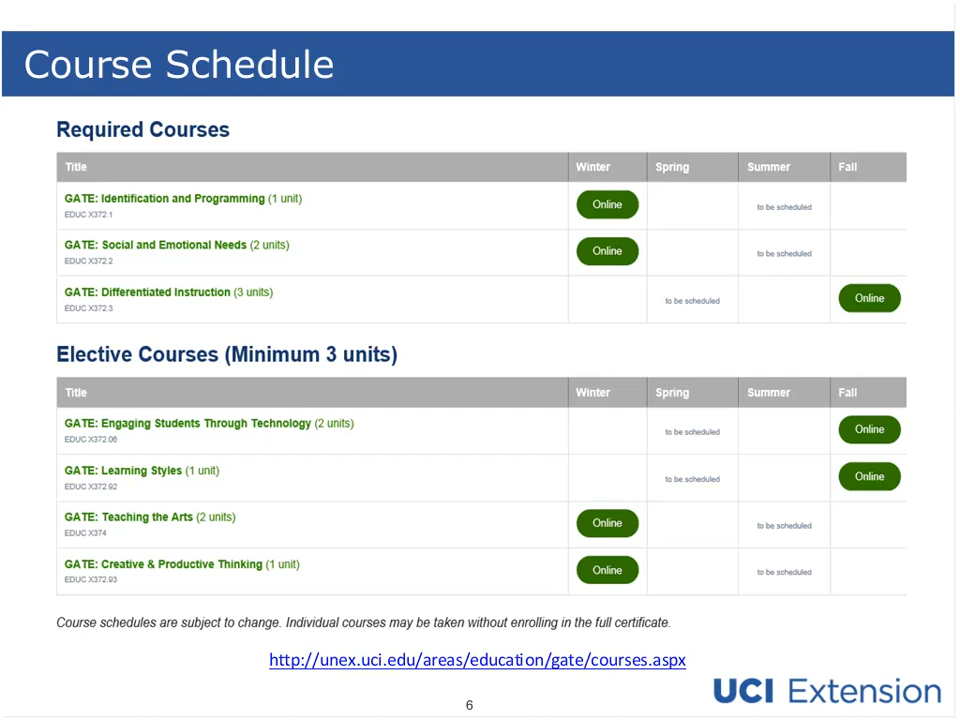 Course Schedule
Required Courses
Title Winter Spring Summer Fall
GATE: Identification and Programming (1 unit)
EDUC X372.1
Online
to be scheduled
GATE: Social and Emotional Needs (2 units)
EDUC X372.2
Online
to be scheduled
GATE: Differentiated Instruction (3 units)
EDUC X372.3
to be scheduled
Online
Elective Courses (Minimum 3 units)
Title Winter Spring Summer Fall
GATE: Engaging Students Through Technology (2 units)
EDUC X372.06
to be scheduled
Online
GATE: Learning Styles (1 unit)
EDUC X372.92
to be scheduled
Online
GATE: Teaching the Arts (2 units)
EDUC X374
Online
to be scheduled
GATE: Creative & Productive Thinking (1 unit)
EDUC X372.93
Online
to be scheduled
Course schedules are subject to change. Individual courses may be taken without enrolling in the full certificate.
http://unex.uci.edu/areas/education/gate/courses.aspx
UCI Extension
6